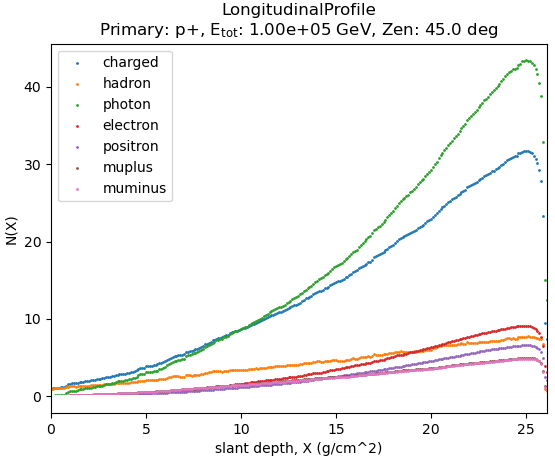 LongitudinalProfile
Primary: p+, E_tot: 1.00e+05 GeV, Zen: 45.0 deg
charged
hadron
photon
electron
positron
muplus
muminus
N(X)
40
30
20
10
0
0 5 10 15 20 25
slant depth, X (g/cm^2)